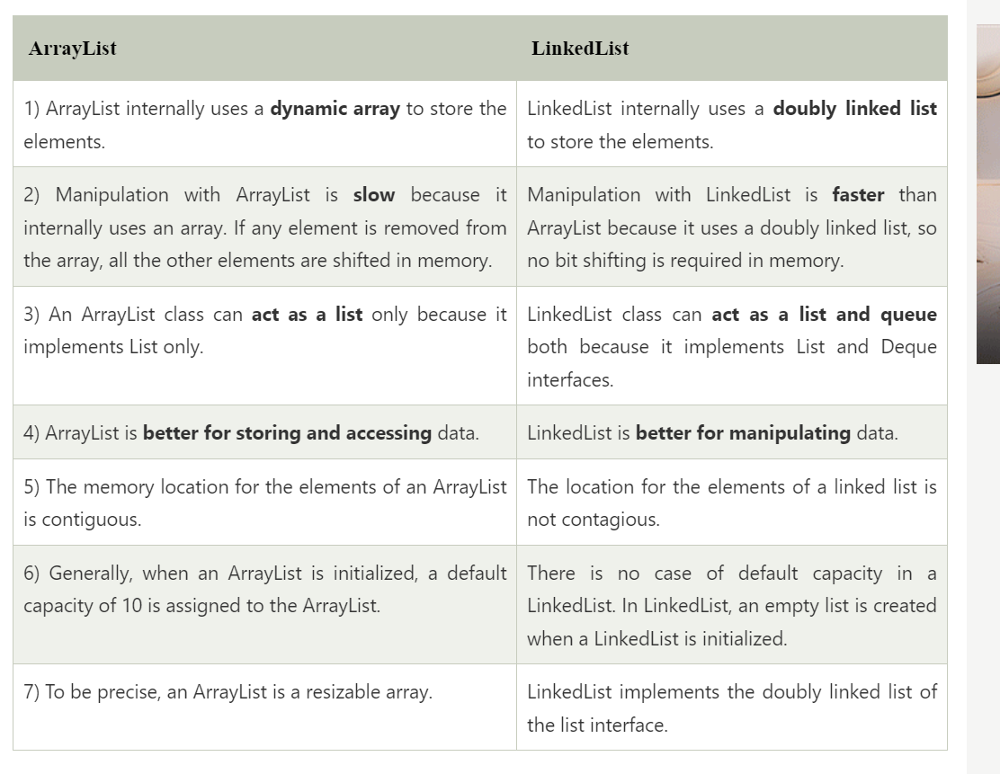 ArrayList
LinkedList
1) ArrayList internally uses a dynamic array to store the
elements.
LinkedList internally uses a doubly linked list
to store the elements.
2) Manipulation with ArrayList is slow because it
internally uses an array. If any element is removed from
the array, all the other elements are shifted in memory.
Manipulation with LinkedList is faster than
ArrayList because it uses a doubly linked list, so
no bit shifting is required in memory.
3) An ArrayList class can act as a list only because it
implements List only.
LinkedList class can act as a list and queue
both because it implements List and Deque
interfaces.
4) ArrayList is better for storing and accessing data.
LinkedList is better for manipulating data.
5) The memory location for the elements of an ArrayList
is contiguous.
The location for the elements of a linked list is
not contagious.
6) Generally, when an ArrayList is initialized, a default
capacity of 10 is assigned to the ArrayList.
There is no case of default capacity in a
LinkedList. In LinkedList, an empty list is created
when a LinkedList is initialized.
7) To be precise, an ArrayList is a resizable array.
LinkedList implements the doubly linked list of
the list interface.